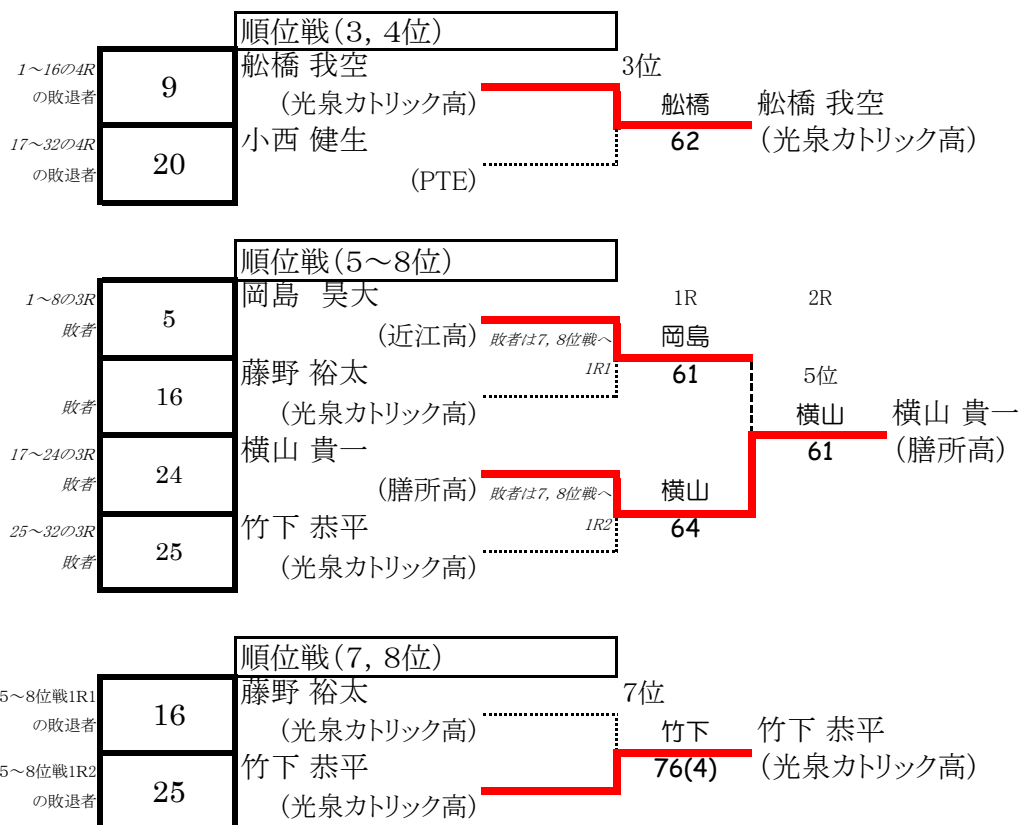 順位戦(3, 4位)
1～16の4R
の敗退者
9
舩橋 我空
(光泉カトリック高)
3位
舩橋
62
舩橋 我空
(光泉カトリック高)
17～32の4R
の敗退者
20
小西 健生
(PTE)
順位戦(5～8位)
1～8の3R
敗者
5
岡島 昊大
(近江高)
敗者は7, 8位戦へ
1R1
1R
2R
岡島
61
敗者
16
藤野 裕太
(光泉カトリック高)
5位
横山
61
横山 貴一
(膳所高)
17～24の3R
敗者
24
横山 貴一
(膳所高)
敗者は7, 8位戦へ
1R2
横山
64
25～32の3R
敗者
25
竹下 恭平
(光泉カトリック高)
順位戦(7, 8位)
5～8位戦1R1
の敗退者
16
藤野 裕太
(光泉カトリック高)
7位
竹下
76(4)
竹下 恭平
(光泉カトリック高)
5～8位戦1R2
の敗退者
25
竹下 恭平
(光泉カトリック高)